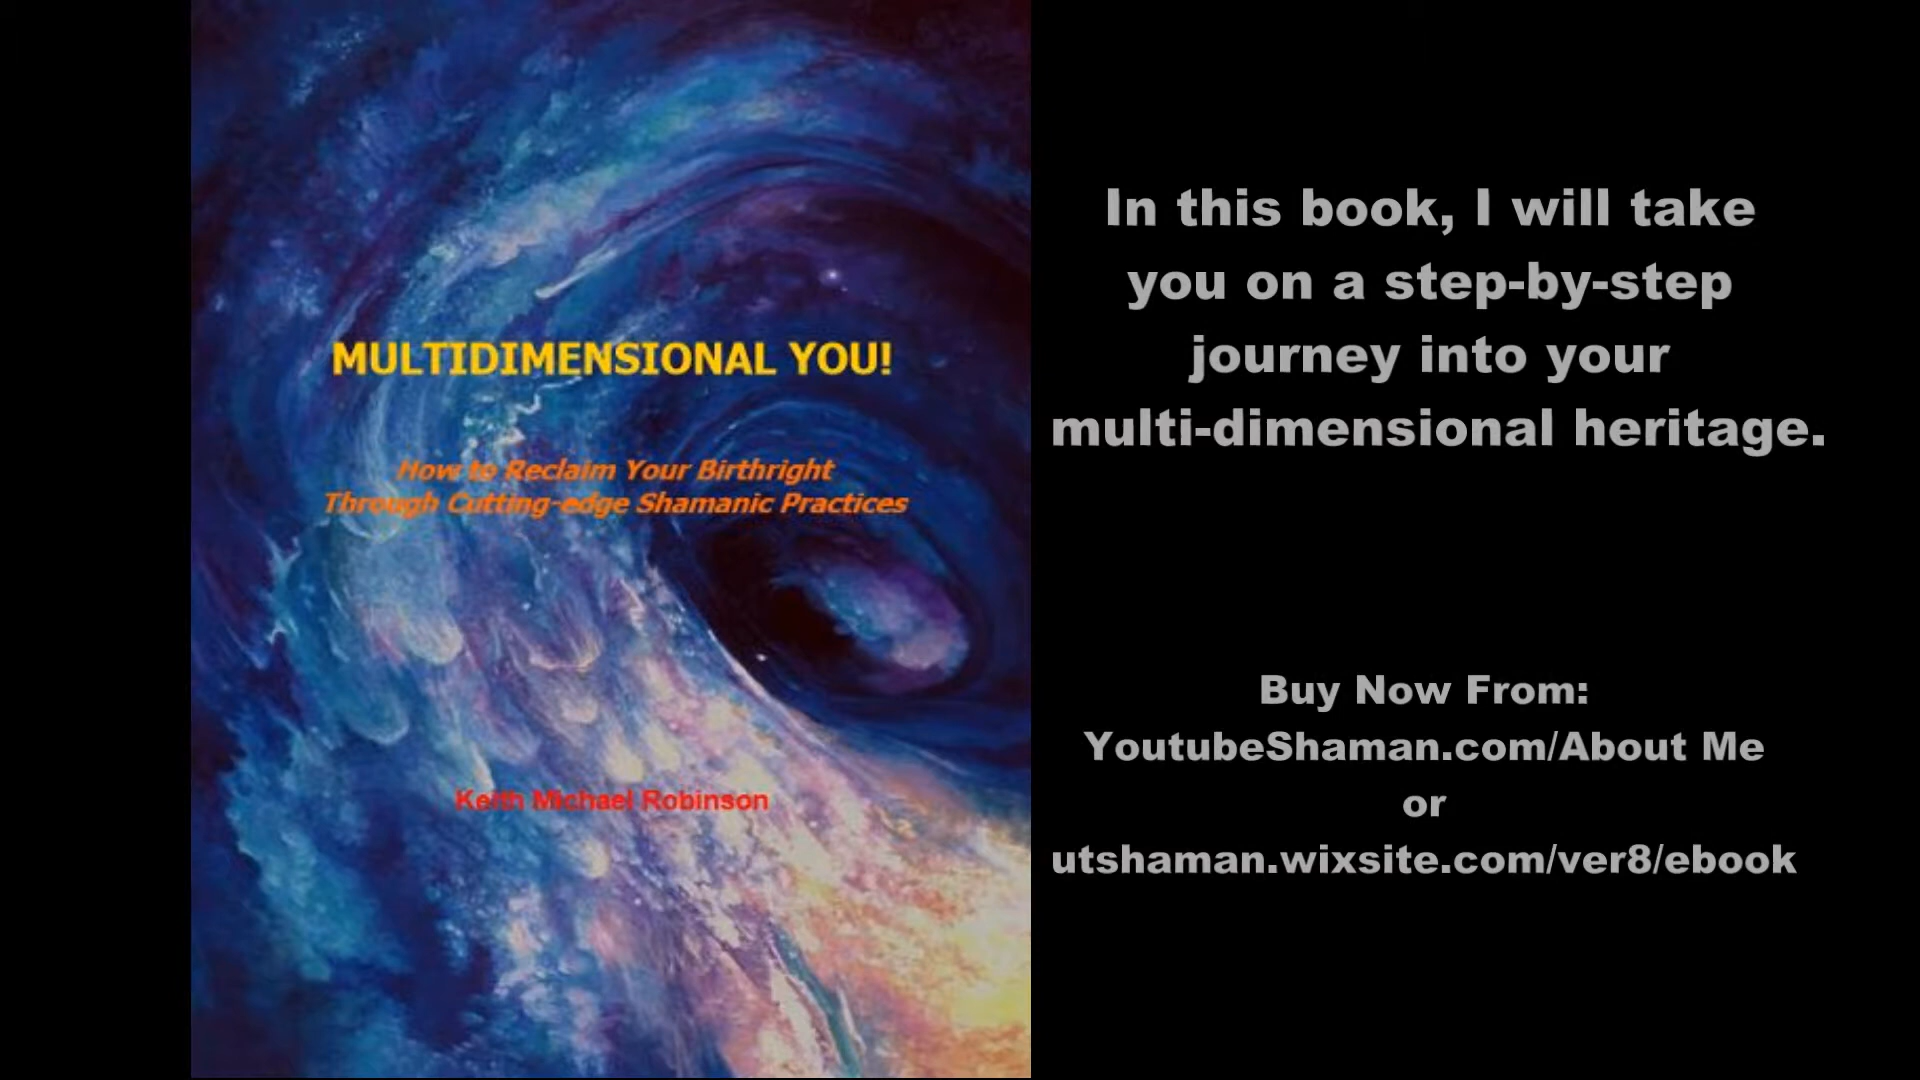 MULTIDIMENSIONAL YOU!
How to Reclaim Your Birthright
Through Cutting-edge Shamanic Practices
Keith Michael Robinson
In this book, I will take
you on a step-by-step
journey into your
multi-dimensional heritage.
Buy Now From:
YoutubeShaman.com/About Me
or
utshaman.wixsite.com/ver8/ebook